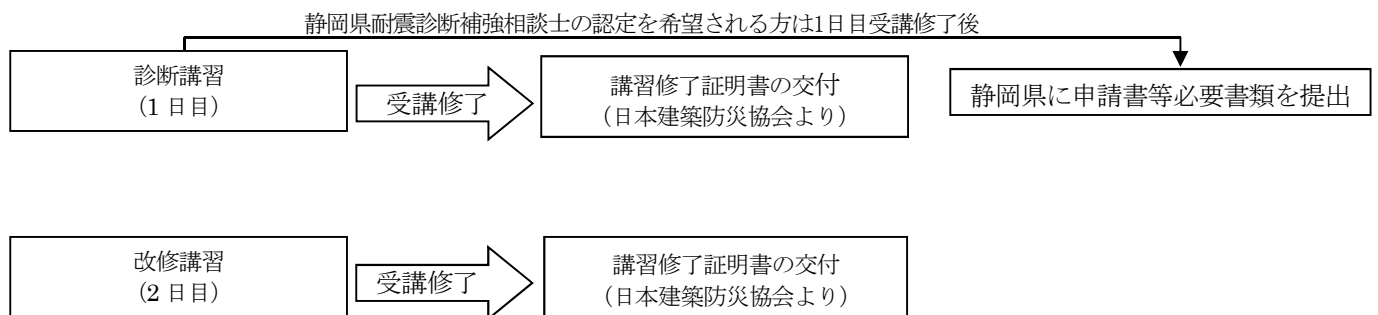 静岡県耐震診断補強相談士の認定を希望される方は1日目受講修了後
診断講習
(1 日目)
受講修了
講習修了証明書の交付
(日本建築防災協会より)
静岡県に申請書等必要書類を提出
改修講習
(2 日目)
受講修了
講習修了証明書の交付
(日本建築防災協会より)